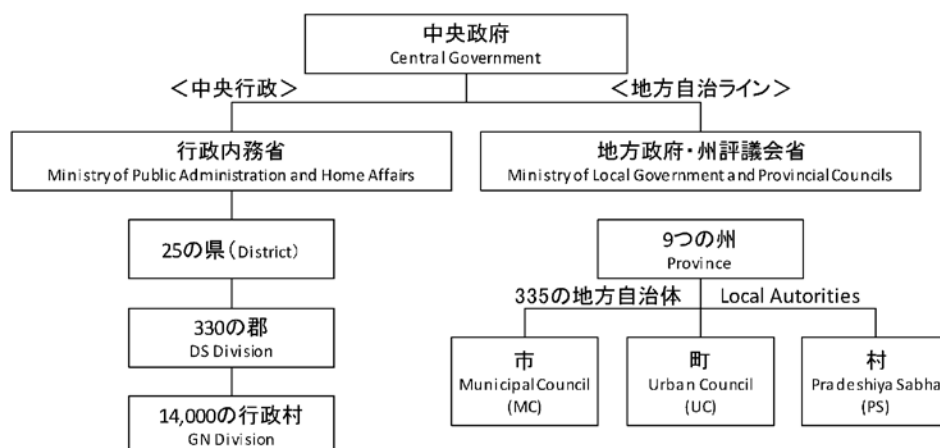 中央政府
Central Government
＜中央行政＞
＜地方自治ライン＞
行政内務省
Ministry of Public Administration and Home Affairs
地方政府・州評議会省
Ministry of Local Government and Provincial Councils
25の県（District）
9つの州
Province
335の地方自治体
Local Autorities
330の郡
DS Division
市
Municipal Council
(MC)
町
Urban Council
(UC)
村
Pradeshiya Sabha
(PS)
14,000の行政村
GN Division